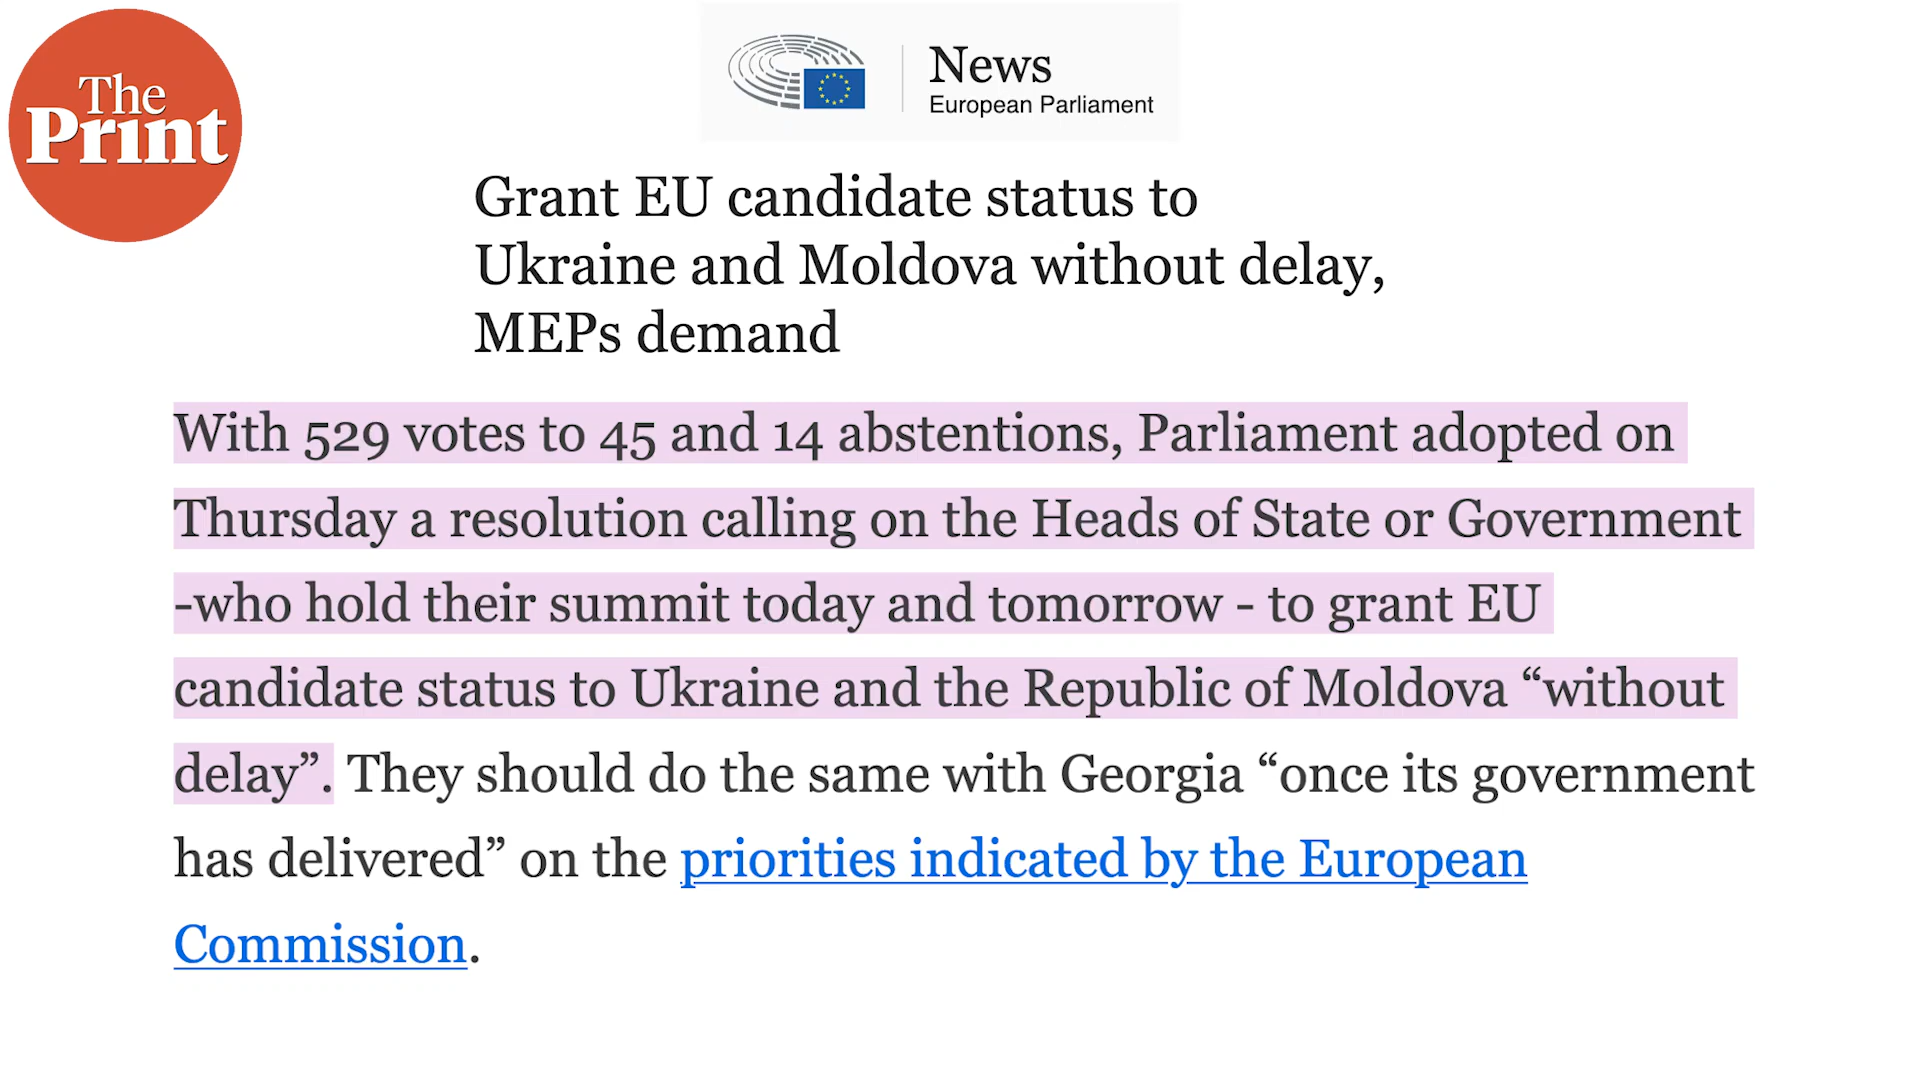 The
Print
News
European Parliament
Grant EU candidate status to
Ukraine and Moldova without delay,
MEPs demand
With 529 votes to 45 and 14 abstentions, Parliament adopted on
Thursday a resolution calling on the Heads of State or Government
-who hold their summit today and tomorrow - to grant EU
candidate status to Ukraine and the Republic of Moldova “without
delay”. They should do the same with Georgia “once its government
has delivered” on the priorities indicated by the European
Commission.